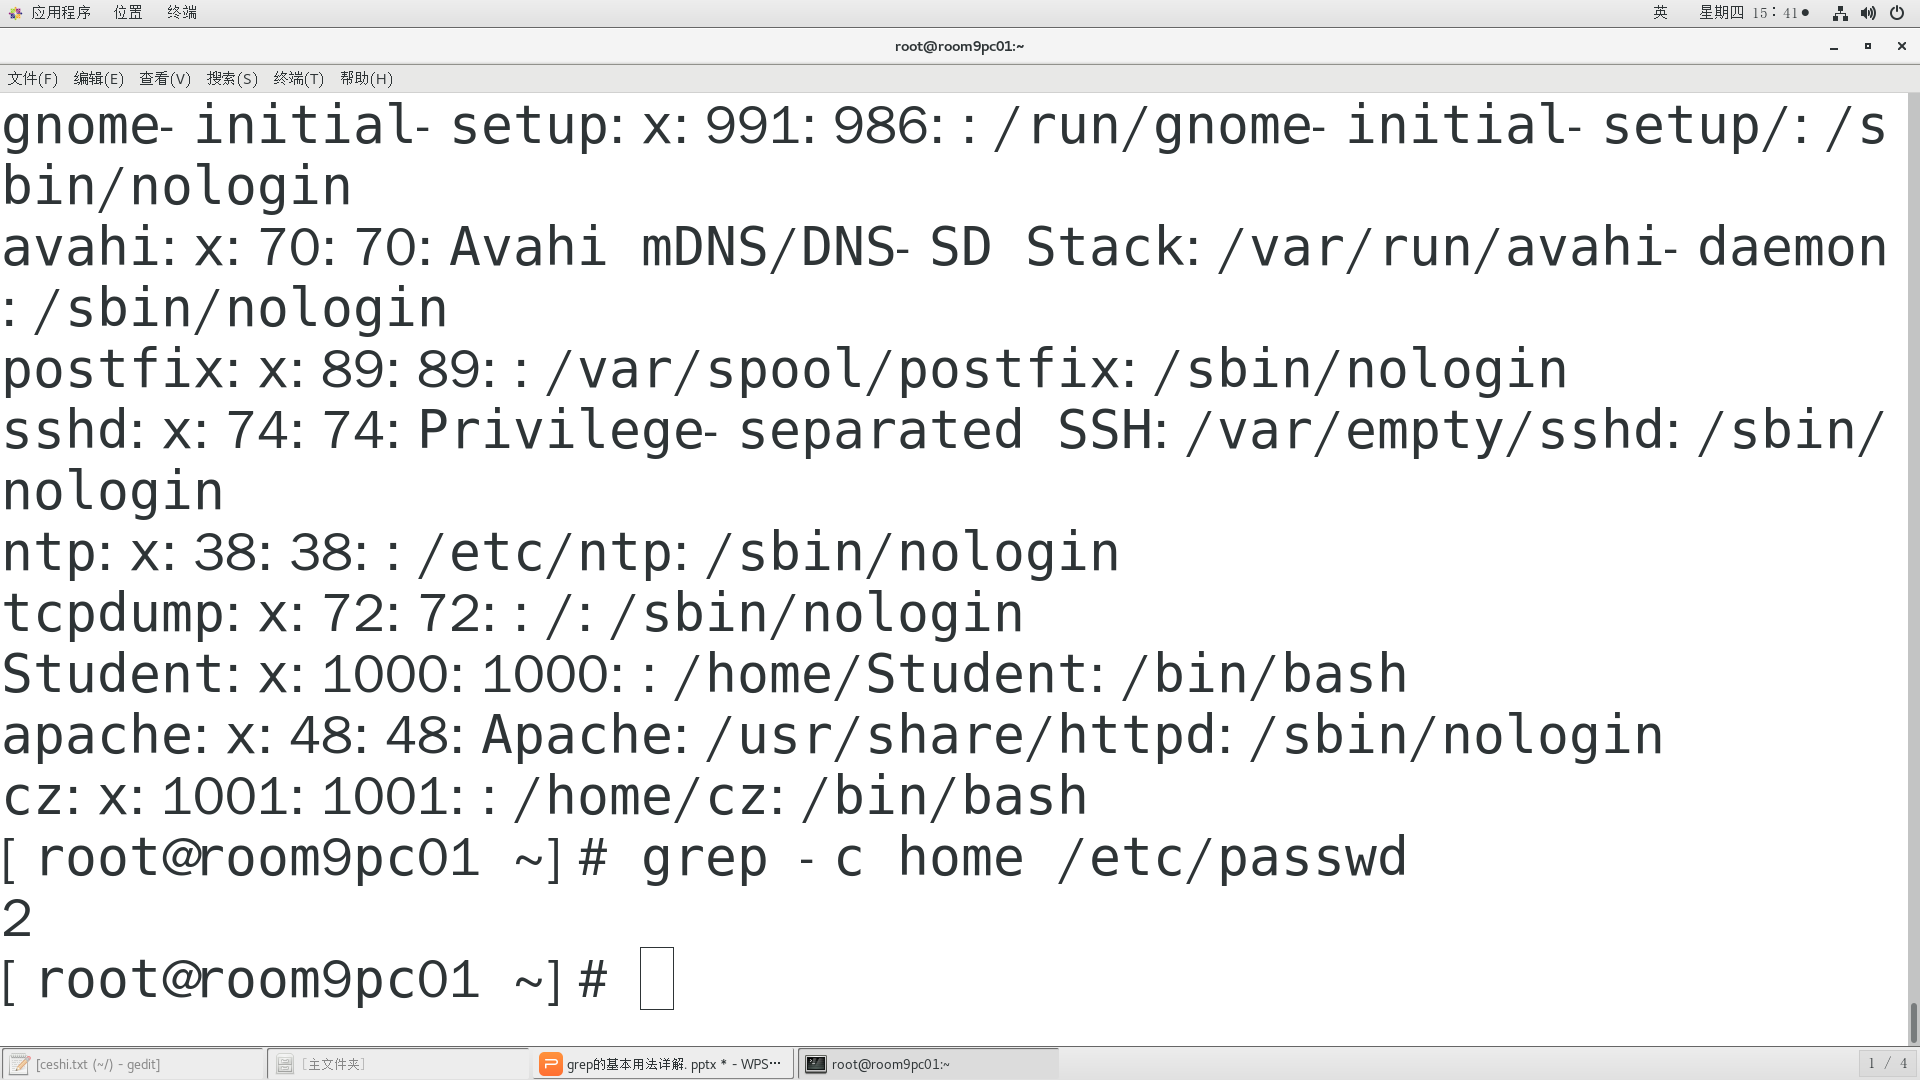 应用程序 位置 终端 英 星期四 15:41
root@room9pc01:~
文件(F) 编辑(E) 查看(V) 搜索(S) 终端(T) 帮助(H)
gnome-initial-setup:x:991:986::/run/gnome-initial-setup/:/s
bin/nologin
avahi:x:70:70:Avahi mDNS/DNS-SD Stack:/var/run/avahi-daemon
:/sbin/nologin
postfix:x:89:89::/var/spool/postfix:/sbin/nologin
sshd:x:74:74:Privilege-separated SSH:/var/empty/sshd:/sbin/
nologin
ntp:x:38:38::/etc/ntp:/sbin/nologin
tcpdump:x:72:72::/:/sbin/nologin
Student:x:1000:1000::/home/Student:/bin/bash
apache:x:48:48:Apache:/usr/share/httpd:/sbin/nologin
cz:x:1001:1001::/home/cz:/bin/bash
[root@room9pc01 ~]# grep -c home /etc/passwd
2
[root@room9pc01 ~]#
[ceshi.txt (~/) - gedit] [主文件夹] grep的基本用法详解.pptx * - WPS… root@room9pc01:~ 1 / 4